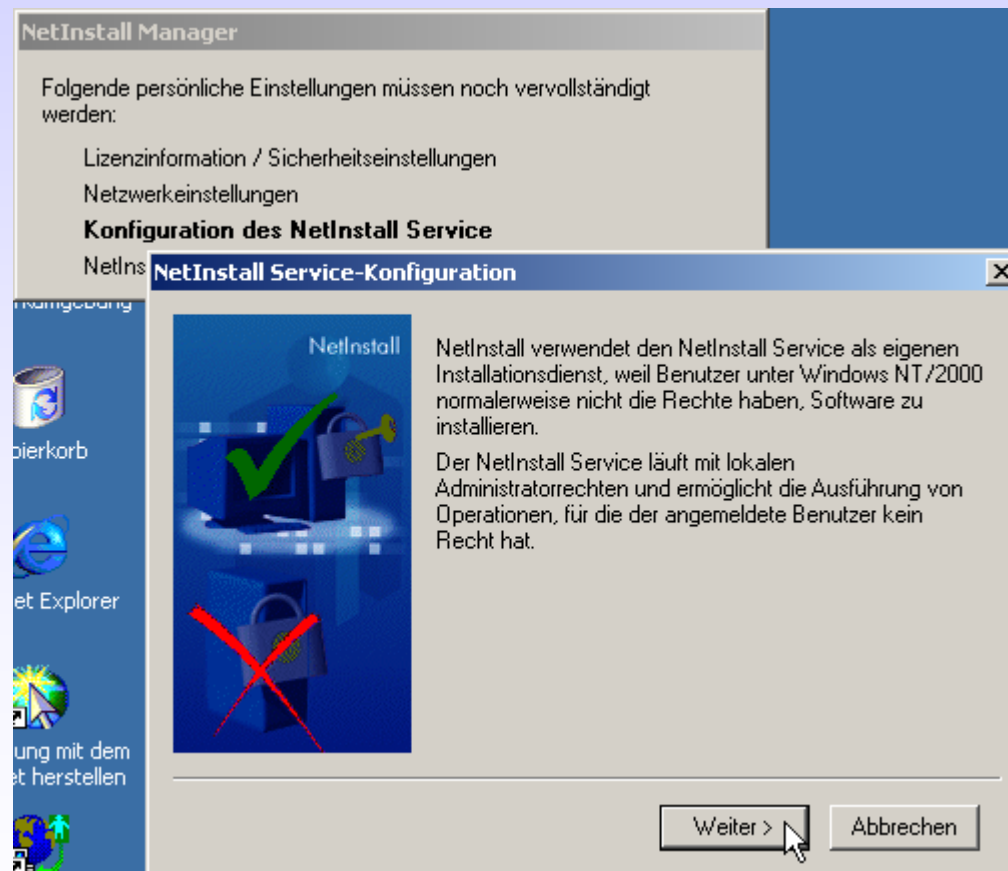 NetInstall Manager
Folgende persönliche Einstellungen müssen noch vervollständigt
werden:
Lizenzinformation / Sicherheitseinstellungen
Netzwerkeinstellungen
Konfiguration des NetInstall Service
NetIns
NetInstall Service-Konfiguration
NetInstall
NetInstall verwendet den NetInstall Service als eigenen
Installationsdienst, weil Benutzer unter Windows NT/2000
normalerweise nicht die Rechte haben, Software zu
installieren.
Der NetInstall Service läuft mit lokalen
Administratorrechten und ermöglicht die Ausführung von
Operationen, für die der angemeldete Benutzer kein
Recht hat.
pierkorb
et Explorer
ung mit dem
et herstellen
Weiter >
Abbrechen